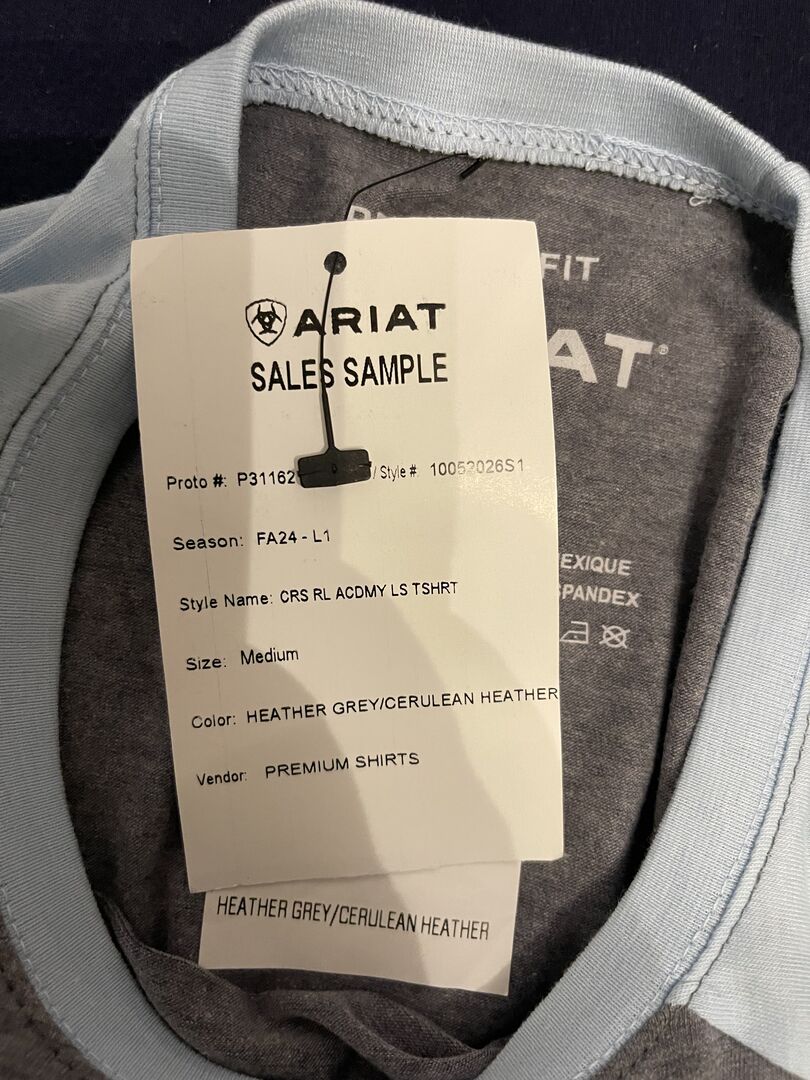 FIT
ARIAT
AT®
SALES SAMPLE
Proto #: P31162 / Style #: 10052026S1
Season: FA24 - L1
EXIQUE
PANDEX
Style Name: CRS RL ACDMY LS TSHRT
Size: Medium
Color: HEATHER GREY/CERULEAN HEATHER
Vendor: PREMIUM SHIRTS
HEATHER GREY/CERULEAN HEATHER